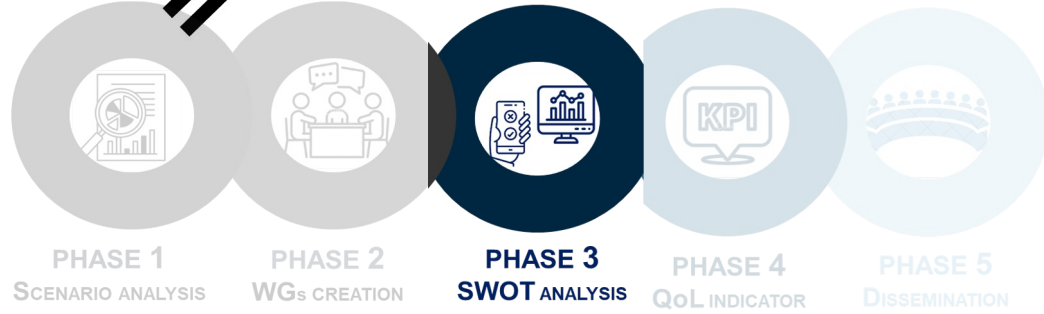 KPI
PHASE 1
SCENARIO ANALYSIS
PHASE 2
WGs CREATION
PHASE 3
SWOT ANALYSIS
PHASE 4
QoL INDICATOR
PHASE 5
DISSEMINATION